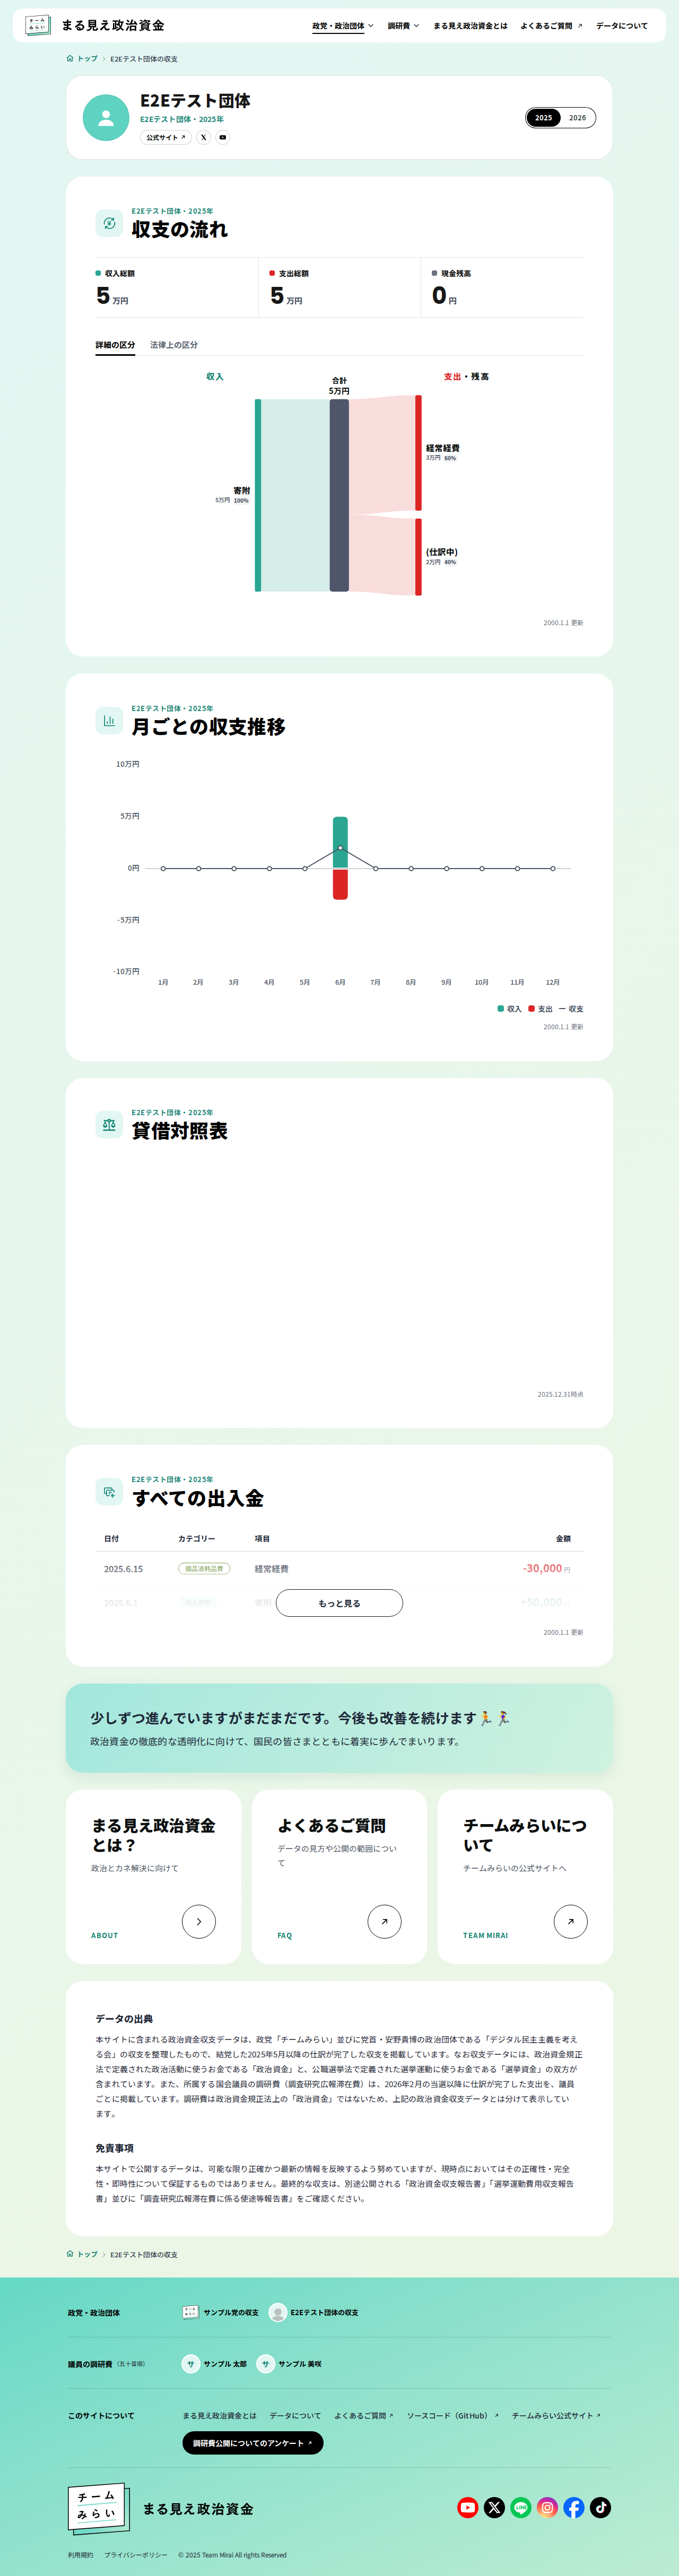 チーム
みらい
まる見え政治資金
政党・政治団体
調研費
まる見え政治資金とは
よくあるご質問
データについて
トップ
E2Eテスト団体の収支
E2Eテスト団体
E2Eテスト団体・2025年
公式サイト
2025
2026
E2Eテスト団体・2025年
収支の流れ
収入総額
5万円
支出総額
5万円
現金残高
0円
詳細の区分
法律上の区分
収入
合計
5万円
支出・残高
寄附
5万円 100%
経常経費
3万円 60%
(仕訳中)
2万円 40%
2000.1.1 更新
E2Eテスト団体・2025年
月ごとの収支推移
10万円
5万円
0円
-5万円
-10万円
1月 2月 3月 4月 5月 6月 7月 8月 9月 10月 11月 12月
収入 支出 収支
2000.1.1 更新
E2Eテスト団体・2025年
貸借対照表
2025.12.31時点
E2Eテスト団体・2025年
すべての出入金
日付 カテゴリー 項目 金額
2025.6.15 備品消耗品費 経常経費 -30,000円
2025.6.1 寄附 +50,000円
もっと見る
2000.1.1 更新
少しずつ進んでいますがまだまだです。今後も改善を続けます🏃🏃‍♀️
政治資金の徹底的な透明化に向けて、国民の皆さまとともに着実に歩んでまいります。
まる見え政治資金
とは？
政治とカネ解決に向けて
ABOUT
よくあるご質問
データの見方や公開の範囲につい
て
FAQ
チームみらいにつ
いて
チームみらいの公式サイトへ
TEAM MIRAI
データの出典
本サイトに含まれる政治資金収支データは、政党「チームみらい」並びに党首・安野貴博の政治団体である「デジタル民主主義を考え
る会」の収支を整理したもので、結党した2025年5月以降の仕訳が完了した収支を掲載しています。なお収支データには、政治資金規正
法で定義された政治活動に使うお金である「政治資金」と、公職選挙法で定義された選挙運動に使うお金である「選挙資金」の双方が
含まれています。また、所属する国会議員の調研費（調査研究広報滞在費）は、2026年2月の当選以降に仕訳が完了した支出を、議員
ごとに掲載しています。調研費は政治資金規正法上の「政治資金」ではないため、上記の政治資金収支データとは分けて表示してい
ます。
免責事項
本サイトで公開するデータは、可能な限り正確かつ最新の情報を反映するよう努めていますが、現時点においてはその正確性・完全
性・即時性について保証するものではありません。最終的な収支は、別途公開される「政治資金収支報告書」「選挙運動費用収支報告
書」並びに「調査研究広報滞在費に係る使途等報告書」をご確認ください。
トップ
E2Eテスト団体の収支
政党・政治団体
チーム
みらい
サンプル党の収支
E2Eテスト団体の収支
議員の調研費（五十音順）
サ サンプル 太郎
サ サンプル 美咲
このサイトについて
まる見え政治資金とは
データについて
よくあるご質問
ソースコード（GitHub）
チームみらい公式サイト
調研費公開についてのアンケート
チーム
みらい
まる見え政治資金
LINE
利用規約
プライバシーポリシー
© 2025 Team Mirai All rights Reserved